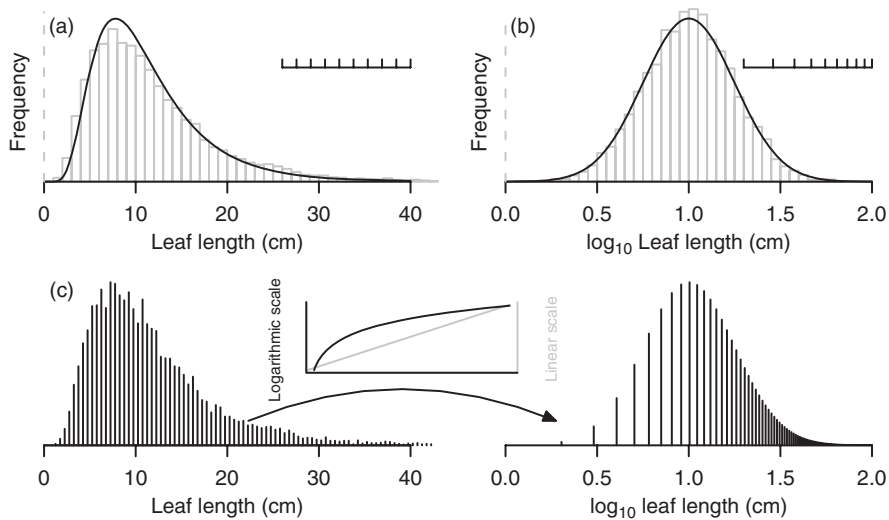 (a)
Frequency
0 10 20 30 40
Leaf length (cm)
(b)
Frequency
0.0 0.5 1.0 1.5 2.0
log10 Leaf length (cm)
(c)
0 10 20 30 40
Leaf length (cm)
Logarithmic scale
Linear scale
0.0 0.5 1.0 1.5 2.0
log10 leaf length (cm)